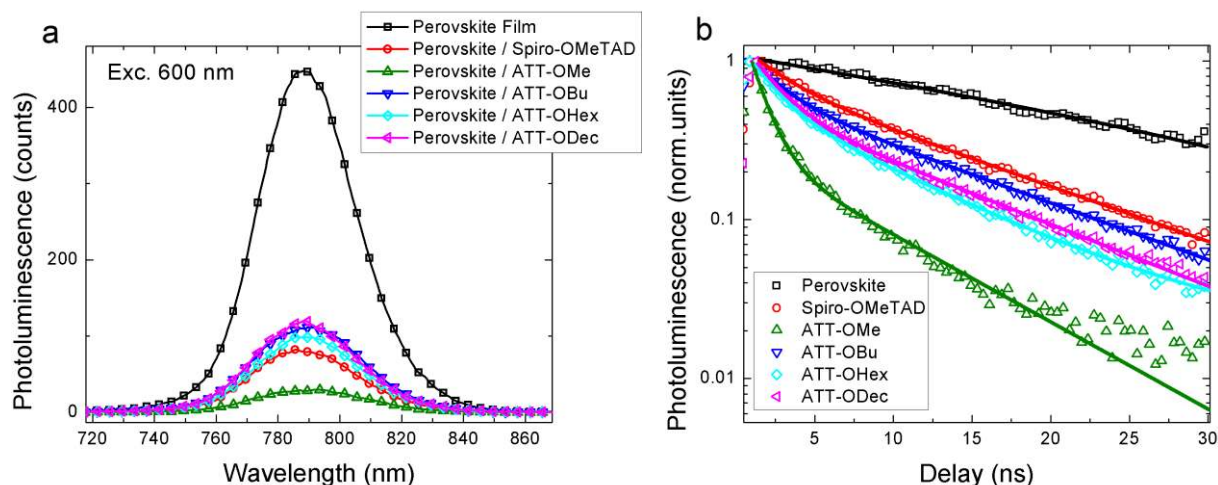 a
Exc. 600 nm
Perovskite Film
Perovskite / Spiro-OMeTAD
Perovskite / ATT-OMe
Perovskite / ATT-OBu
Perovskite / ATT-OHex
Perovskite / ATT-ODec
Photoluminescence (counts)
400
200
0
720 740 760 780 800 820 840 860
Wavelength (nm)
b
Photoluminescence (norm.units)
1
0.1
0.01
Perovskite
Spiro-OMeTAD
ATT-OMe
ATT-OBu
ATT-OHex
ATT-ODec
5 10 15 20 25 30
Delay (ns)